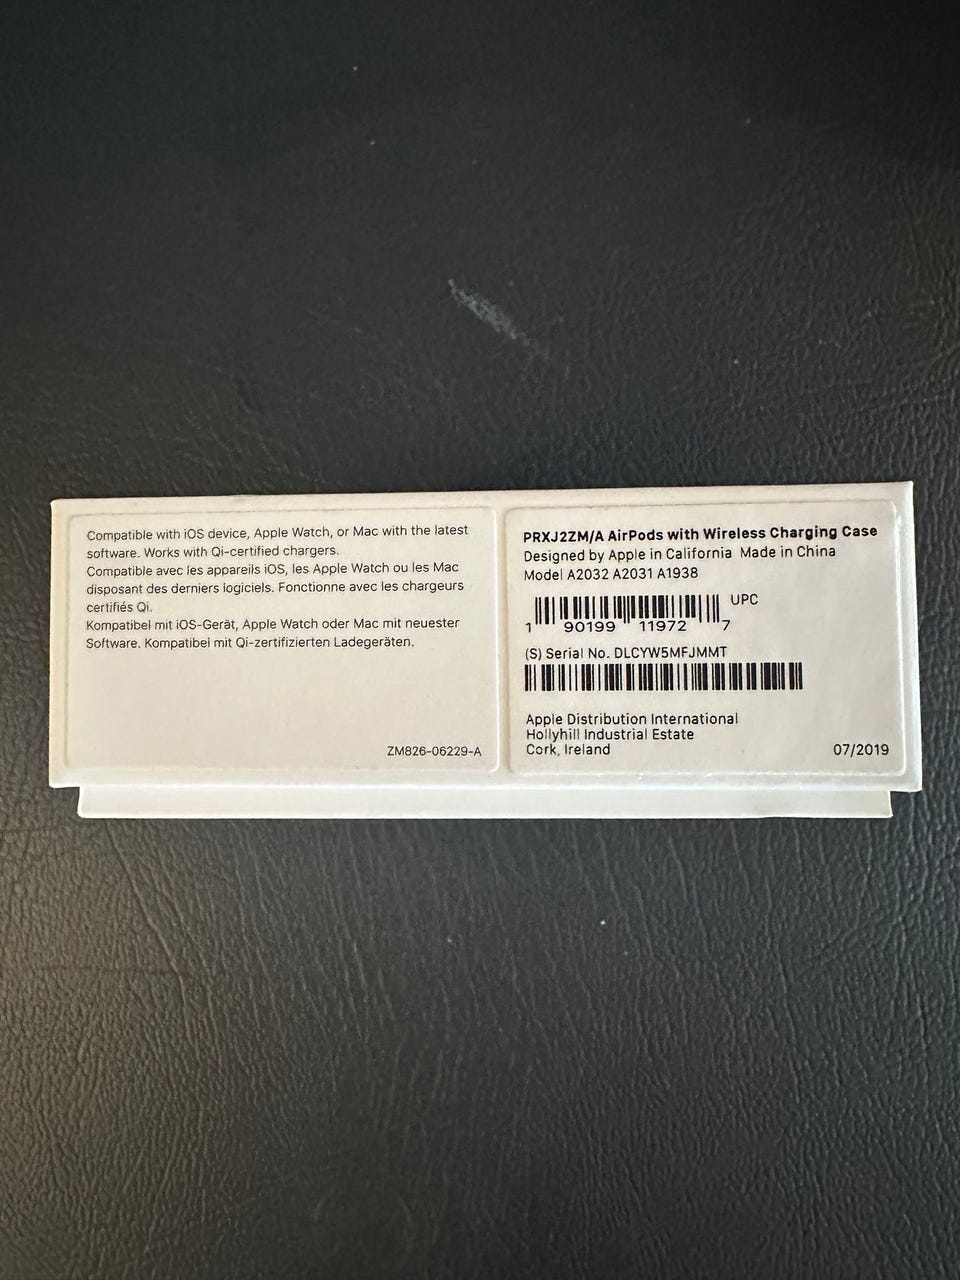 Compatible with iOS device, Apple Watch, or Mac with the latest
software. Works with Qi-certified chargers.
Compatible avec les appareils iOS, les Apple Watch ou les Mac
disposant des derniers logiciels. Fonctionne avec les chargeurs
certifiés Qi.
Kompatibel mit iOS-Gerät, Apple Watch oder Mac mit neuester
Software. Kompatibel mit Qi-zertifizierten Ladegeräten.
ZM826-06229-A
PRXJ2ZM/A AirPods with Wireless Charging Case
Designed by Apple in California Made in China
Model A2032 A2031 A1938
UPC
1 90199 11972 7
(S) Serial No. DLCYW5MFJMMT
Apple Distribution International
Hollyhill Industrial Estate
Cork, Ireland
07/2019